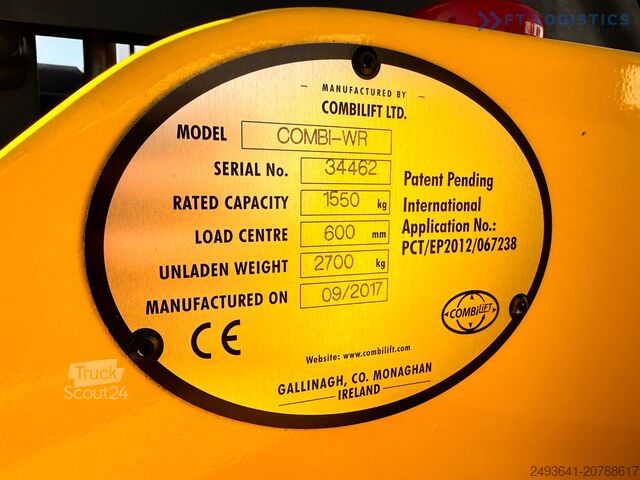 FT LOGISTICS
MANUFACTURED BY
COMBILIFT LTD.
MODEL COMBI-WR
SERIAL No. 34462
RATED CAPACITY 1550 kg
LOAD CENTRE 600 mm
UNLADEN WEIGHT 2700 kg
MANUFACTURED ON 09/2017
Patent Pending
International
Application No.:
PCT/EP2012/067238
CE
COMBiLiFT
Website: www.combilift.com
GALLINAGH, CO. MONAGHAN
IRELAND
Truck
Scout24
2493641-20788617